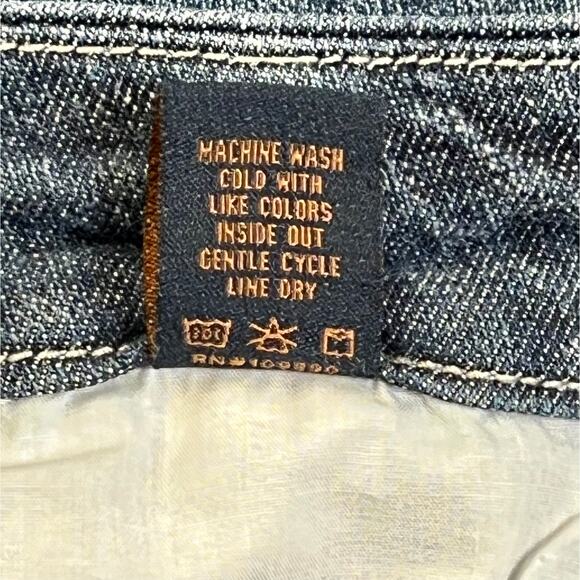 MACHINE WASH
COLD WITH
LIKE COLORS
INSIDE OUT
GENTLE CYCLE
LINE DRY